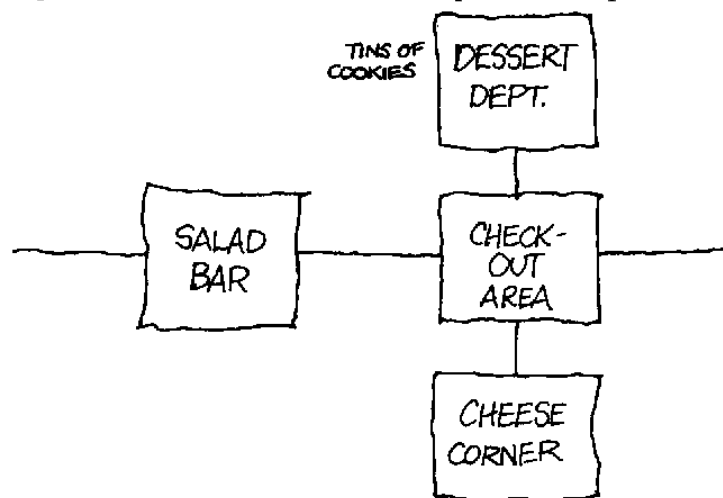 TINS OF
COOKIES
DESSERT
DEPT.
SALAD
BAR
CHECK-
OUT
AREA
CHEESE
CORNER